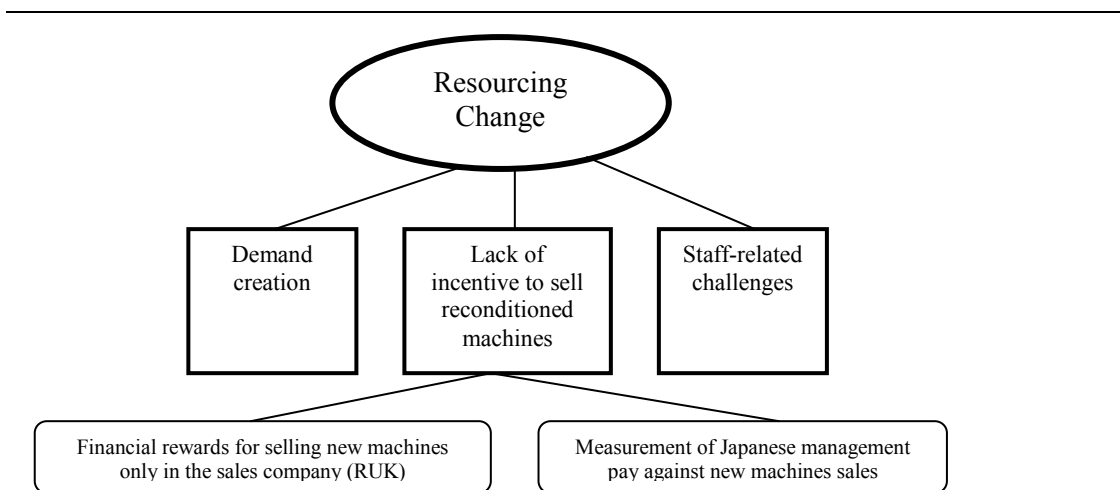 Resourcing
Change
Demand
creation
Lack of
incentive to sell
reconditioned
machines
Staff-related
challenges
Financial rewards for selling new machines
only in the sales company (RUK)
Measurement of Japanese management
pay against new machines sales